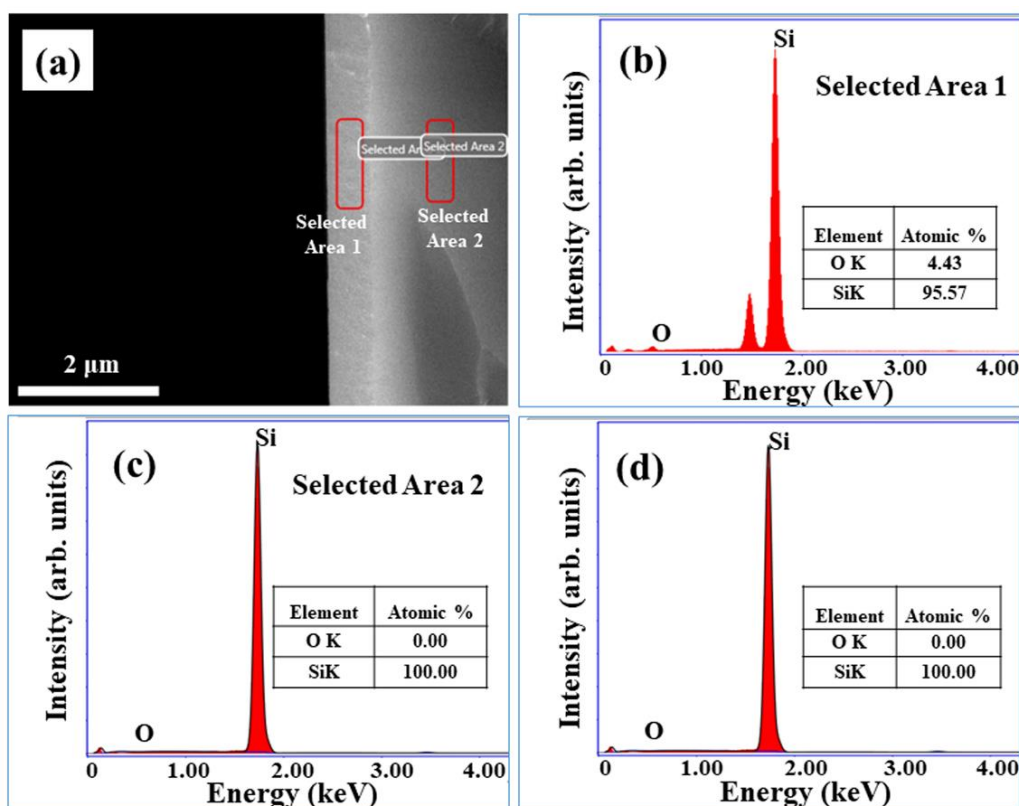 (a)
Selected Ar
Selected Area 2
Selected
Area 1
Selected
Area 2
2 μm
(b)
Si
Selected Area 1
Intensity (arb. units)
Element Atomic %
O K 4.43
SiK 95.57
O
0 1.00 2.00 3.00 4.00
Energy (keV)
(c)
Si
Selected Area 2
Intensity (arb. units)
Element Atomic %
O K 0.00
SiK 100.00
O
0 1.00 2.00 3.00 4.00
Energy (keV)
(d)
Si
Intensity (arb. units)
Element Atomic %
O K 0.00
SiK 100.00
O
0 1.00 2.00 3.00 4.00
Energy (keV)